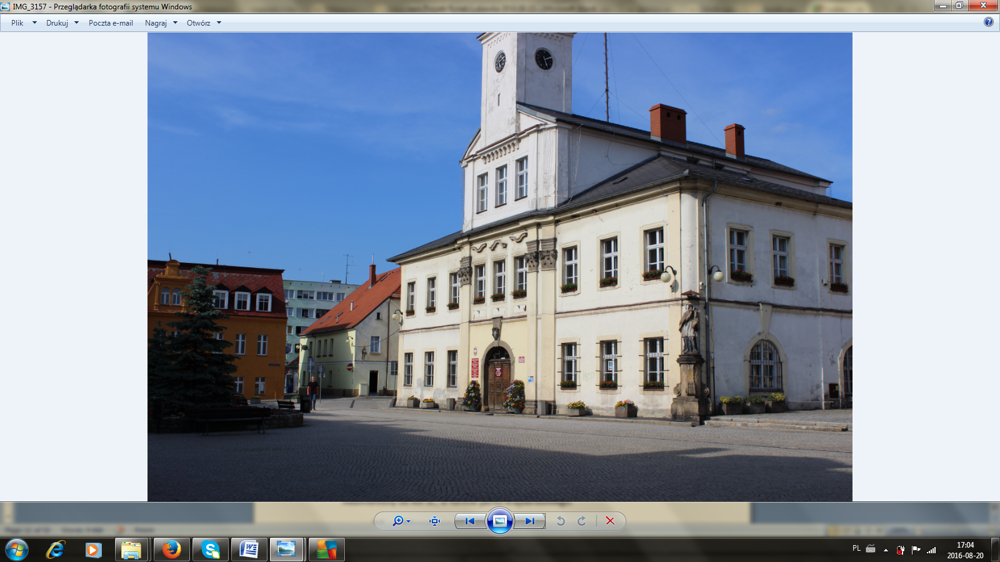 IMG_3157 - Przeglądarka fotografii systemu Windows
Plik Drukuj Poczta e-mail Nagraj Otwórz
PL
17:04
2016-08-20